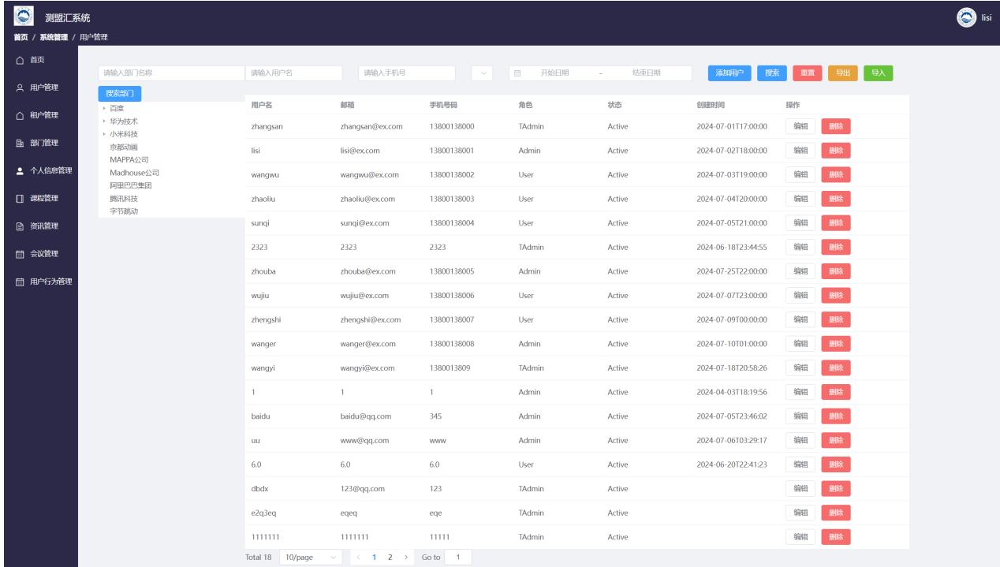 测盟汇系统
lisi
首页 / 系统管理 / 用户管理
首页
用户管理
租户管理
部门管理
个人信息管理
课程管理
资讯管理
会议管理
用户行为管理
请输入部门名称 请输入用户名 请输入手机号 开始日期 - 结束日期 添加用户 搜索 重置 导出 导入
搜索部门
百度
华为技术
小米科技
京都动画
MAPPA公司
Madhouse公司
阿里巴巴集团
腾讯科技
字节跳动
用户名 邮箱 手机号码 角色 状态 创建时间 操作
zhangsan zhangsan@ex.com 13800138000 TAdmin Active 2024-07-01T17:00:00 编辑 删除
lisi lisi@ex.com 13800138001 Admin Active 2024-07-02T18:00:00 编辑 删除
wangwu wangwu@ex.com 13800138002 User Active 2024-07-03T19:00:00 编辑 删除
zhaoliu zhaoliu@ex.com 13800138003 User Active 2024-07-04T20:00:00 编辑 删除
sunqi sunqi@ex.com 13800138004 User Active 2024-07-05T21:00:00 编辑 删除
2323 2323 2323 TAdmin Active 2024-06-18T23:44:55 编辑 删除
zhouba zhouba@ex.com 13800138005 Admin Active 2024-07-25T22:00:00 编辑 删除
wujiu wujiu@ex.com 13800138006 User Active 2024-07-07T23:00:00 编辑 删除
zhengshi zhengshi@ex.com 13800138007 User Active 2024-07-09T00:00:00 编辑 删除
wanger wanger@ex.com 13800138008 Admin Active 2024-07-10T01:00:00 编辑 删除
wangyi wangyi@ex.com 1380013809 TAdmin Active 2024-07-18T20:58:26 编辑 删除
1 1 1 Admin Active 2024-04-03T18:19:56 编辑 删除
baidu baidu@qq.com 345 Admin Active 2024-07-05T23:46:02 编辑 删除
uu www@qq.com www Admin Active 2024-07-06T03:29:17 编辑 删除
6.0 6.0 6.0 User Active 2024-06-20T22:41:23 编辑 删除
dbdx 123@qq.com 123 TAdmin Active 编辑 删除
e2q3eq eqeq eqe TAdmin Active 编辑 删除
1111111 1111111 11111 TAdmin Active 编辑 删除
Total 18 10/page 1 2 Go to 1